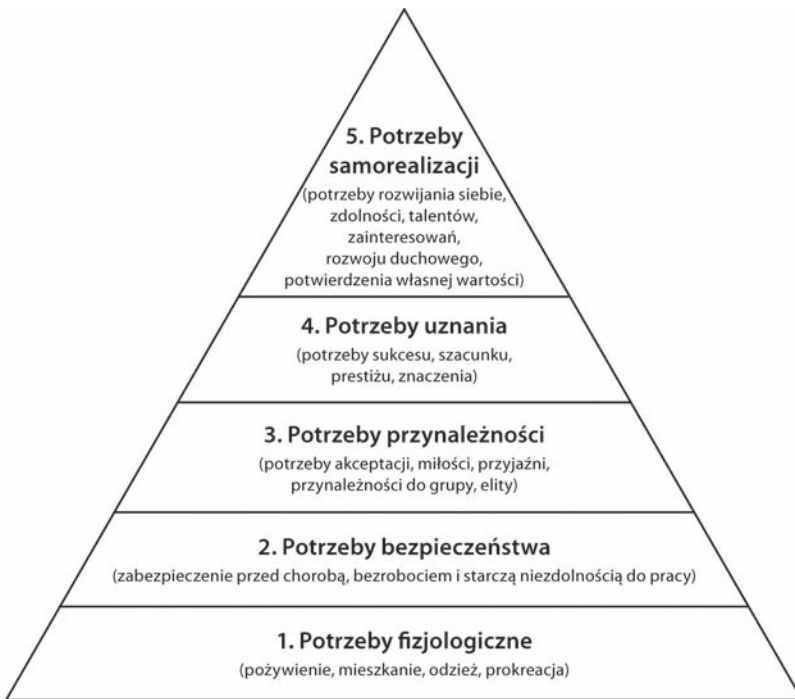 5. Potrzeby
samorealizacji
(potrzeby rozwijania siebie,
zdolności, talentów,
zainteresowań,
rozwoju duchowego,
potwierdzenia własnej wartości)
4. Potrzeby uznania
(potrzeby sukcesu, szacunku,
prestiżu, znaczenia)
3. Potrzeby przynależności
(potrzeby akceptacji, miłości, przyjaźni,
przynależności do grupy, elity)
2. Potrzeby bezpieczeństwa
(zabezpieczenie przed chorobą, bezrobociem i starczą niezdolnością do pracy)
1. Potrzeby fizjologiczne
(pożywienie, mieszkanie, odzież, prokreacja)